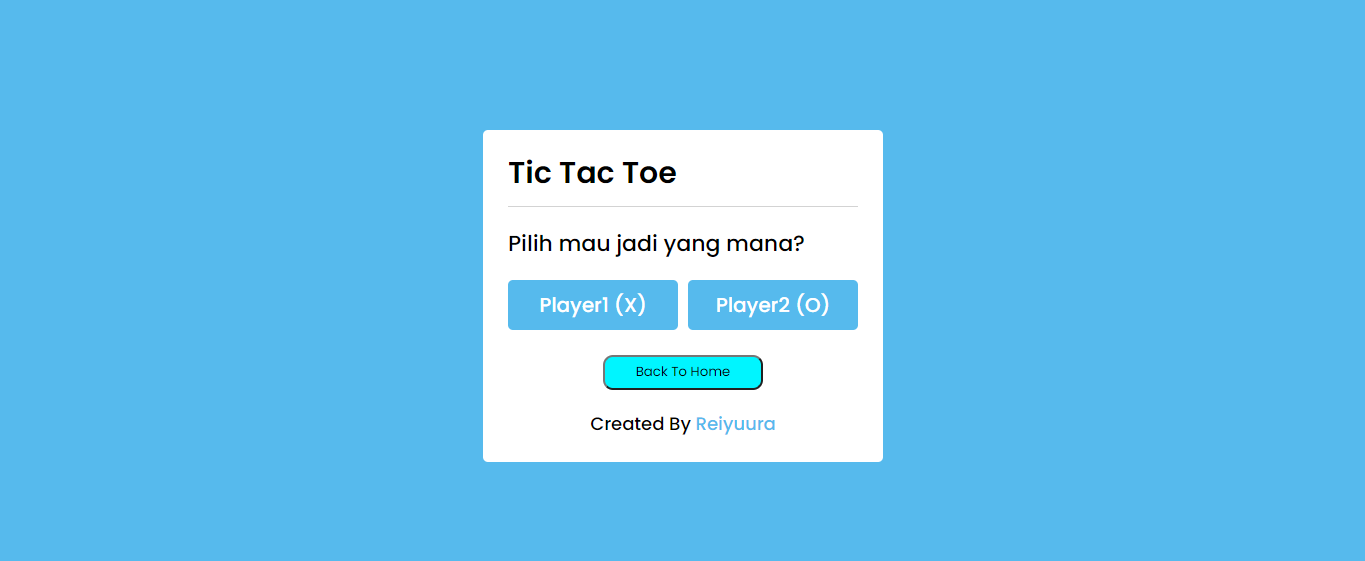 Tic Tac Toe
Pilih mau jadi yang mana?
Player1 (X) Player2 (O)
Back To Home
Created By Reiyuura